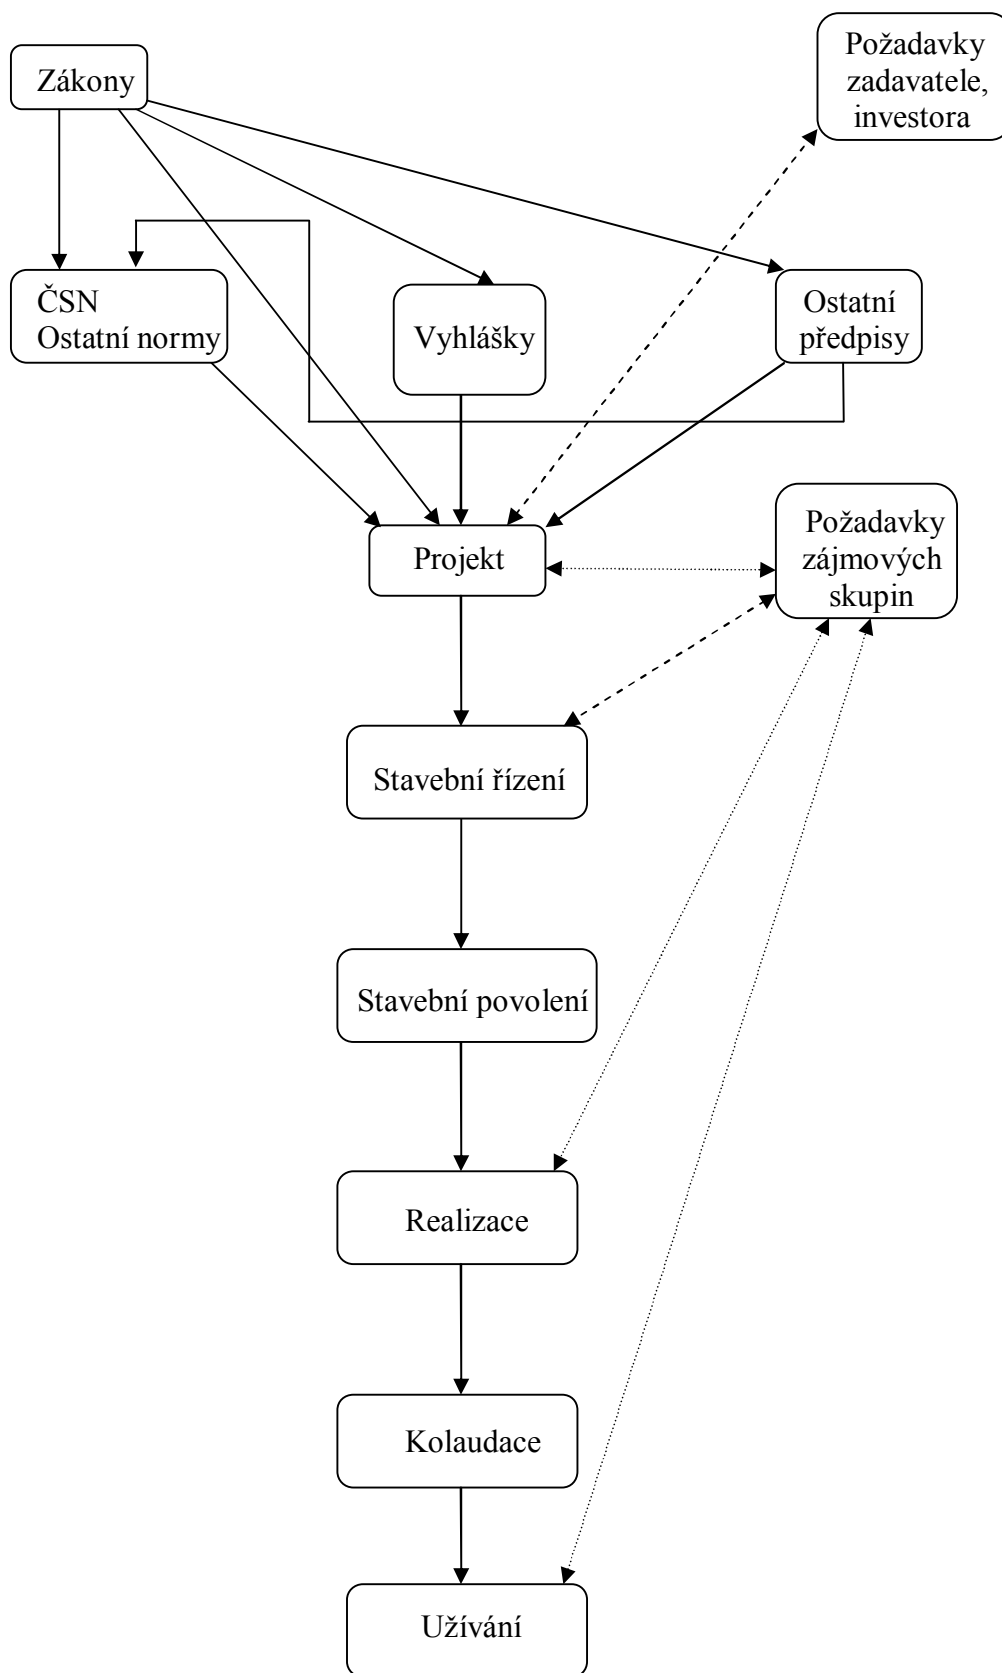 Zákony
Požadavky
zadavatele,
investora
ČSN
Ostatní normy
Vyhlášky
Ostatní
předpisy
Projekt
Požadavky
zájmových
skupin
Stavební řízení
Stavební povolení
Realizace
Kolaudace
Užívání